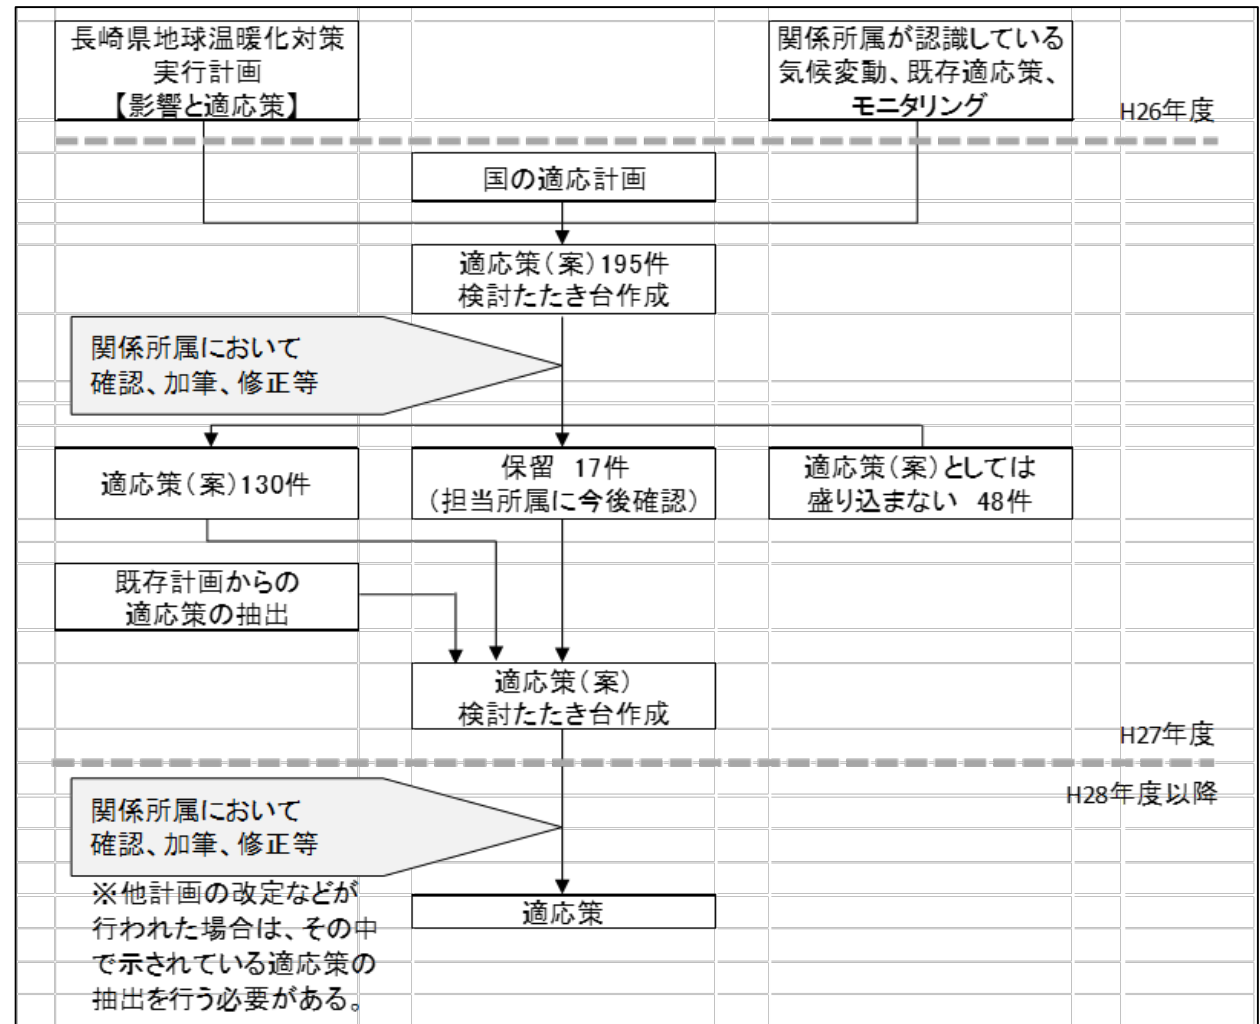 長崎県地球温暖化対策
実行計画
【影響と適応策】
関係所属が認識している
気候変動、既存適応策、
モニタリング
H26年度
国の適応計画
適応策(案)195件
検討たたき台作成
関係所属において
確認、加筆、修正等
適応策(案)130件
保留 17件
(担当所属に今後確認)
適応策(案)としては
盛り込まない 48件
既存計画からの
適応策の抽出
適応策(案)
検討たたき台作成
H27年度
H28年度以降
関係所属において
確認、加筆、修正等
※他計画の改定などが
行われた場合は、その中
で示されている適応策の
抽出を行う必要がある。
適応策